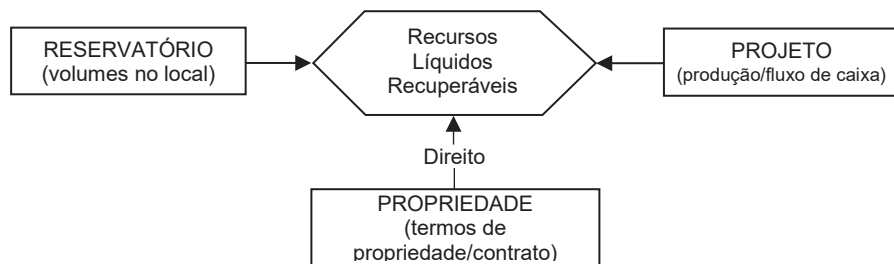 RESERVATÓRIO
(volumes no local)
Recursos
Líquidos
Recuperáveis
PROJETO
(produção/fluxo de caixa)
Direito
PROPRIEDADE
(termos de
propriedade/contrato)